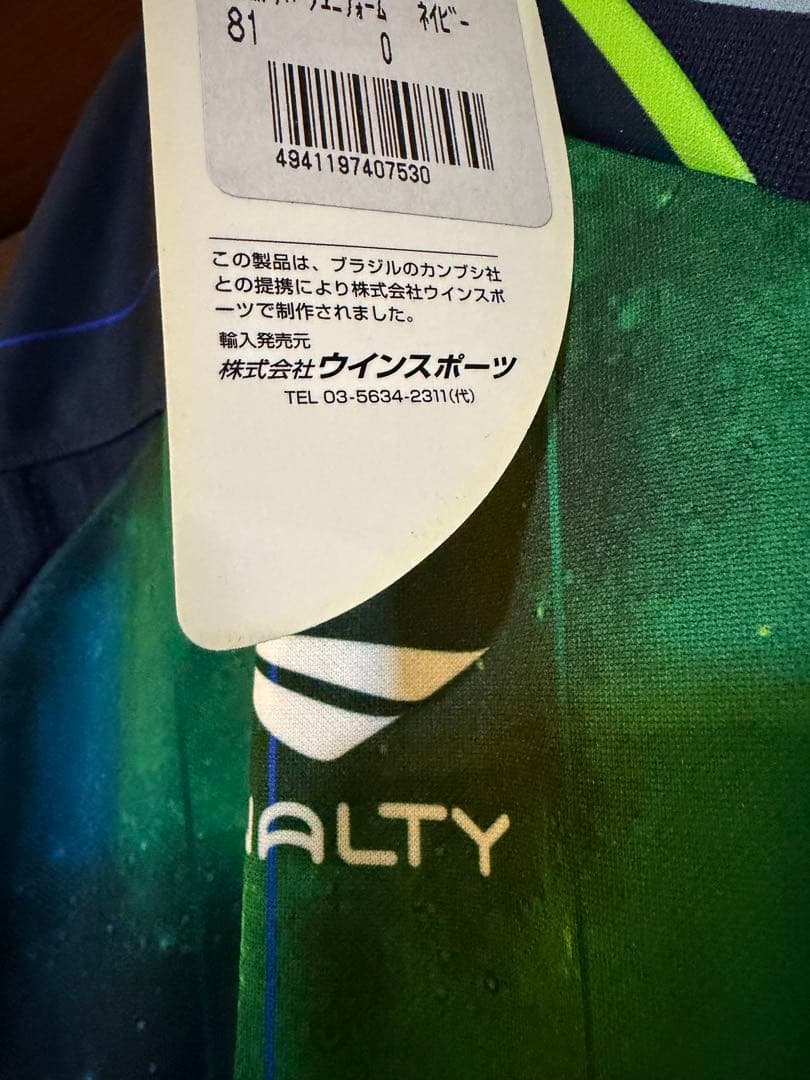 ユニフォーム ネイビー
81 0
4941197407530
この製品は、ブラジルのカンブシ社
との提携により株式会社ウインスポ
ーツで制作されました。
輸入発売元
株式会社ウインスポーツ
TEL 03-5634-2311(代)
ALTY